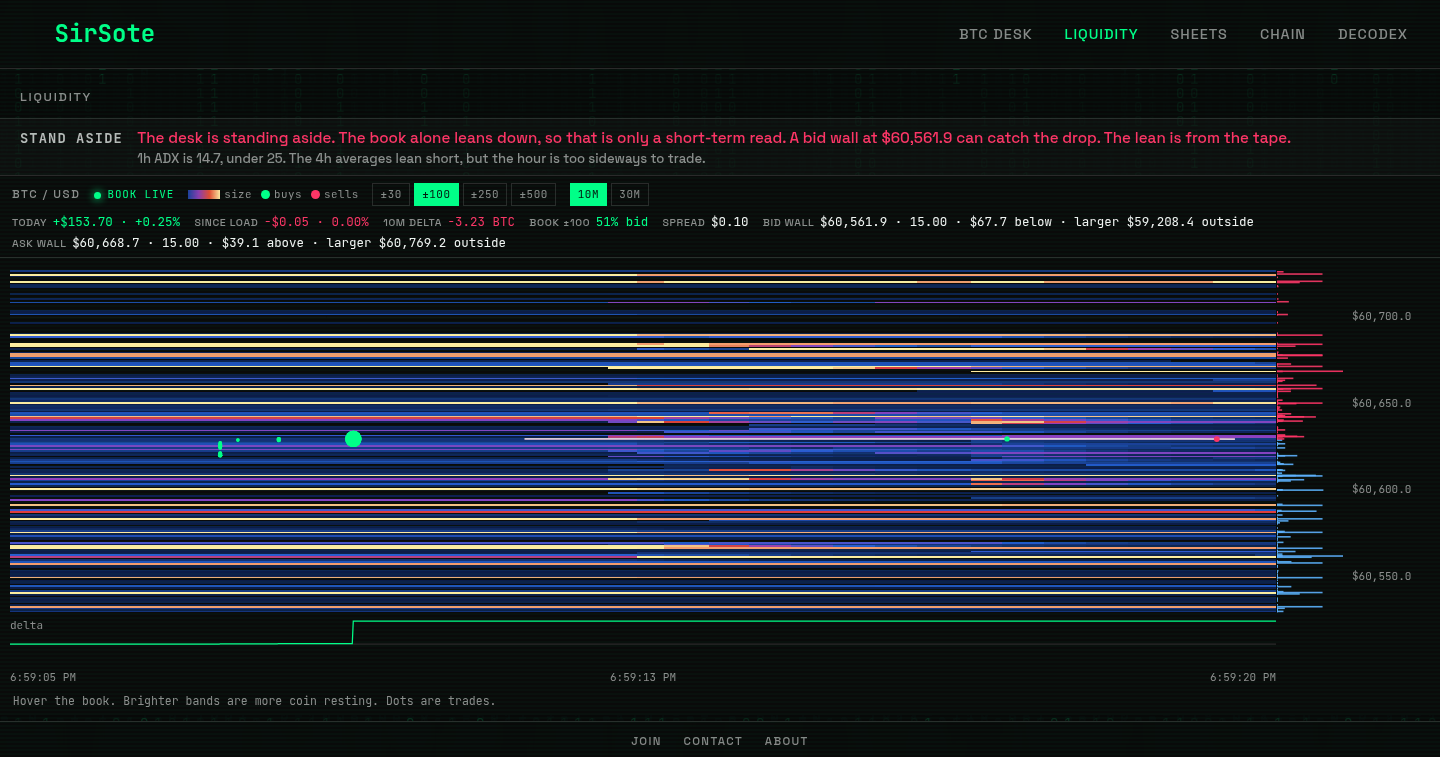 SirSote
BTC DESK LIQUIDITY SHEETS CHAIN DECODEX
LIQUIDITY
STAND ASIDE The desk is standing aside. The book alone leans down, so that is only a short-term read. A bid wall at $60,561.9 can catch the drop. The lean is from the tape.
1h ADX is 14.7, under 25. The 4h averages lean short, but the hour is too sideways to trade.
BTC / USD BOOK LIVE size buys sells ±30 ±100 ±250 ±500 10M 30M
TODAY +$153.70 · +0.25% SINCE LOAD -$0.05 · 0.00% 10M DELTA -3.23 BTC BOOK ±100 51% bid SPREAD $0.10 BID WALL $60,561.9 · 15.00 · $67.7 below · larger $59,208.4 outside
ASK WALL $60,668.7 · 15.00 · $39.1 above · larger $60,769.2 outside
$60,700.0
$60,650.0
$60,600.0
$60,550.0
delta
6:59:05 PM 6:59:13 PM 6:59:20 PM
Hover the book. Brighter bands are more coin resting. Dots are trades.
JOIN CONTACT ABOUT